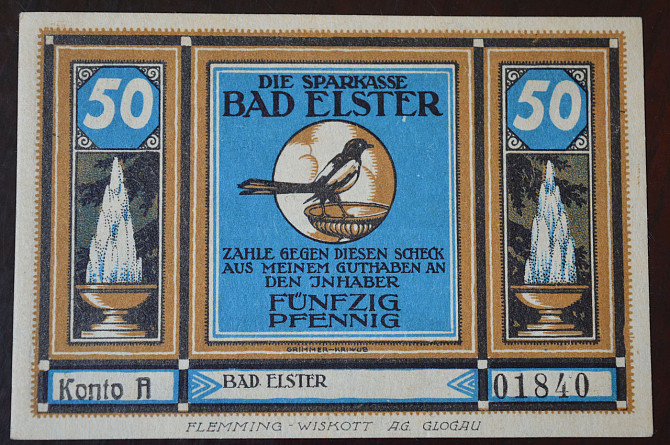 DIE SPARKASSE
BAD ELSTER
50
50
ZAHLE GEGEN DIESEN SCHECK
AUS MEINEM GUTHABEN AN
DEN INHABER
FÜNFZIG
PFENNIG
Konto A
BAD ELSTER
01840
FLEMMING-WISKOTT AG. GLOGAU